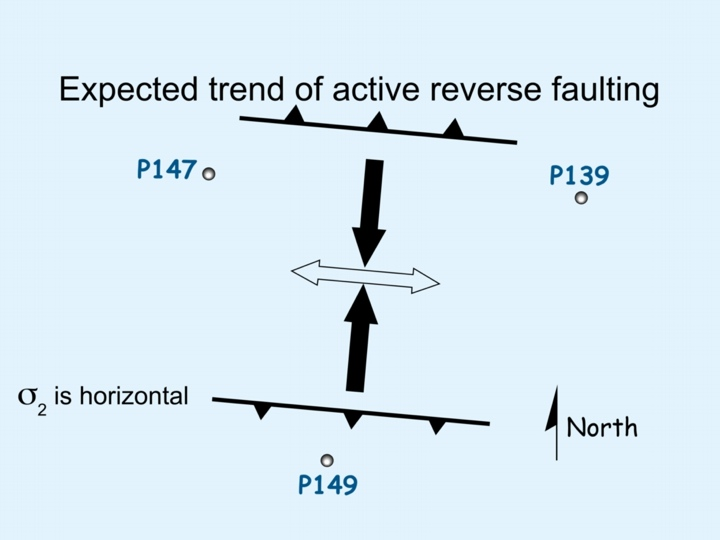 Expected trend of active reverse faulting
P147
P139
σ2 is horizontal
North
P149